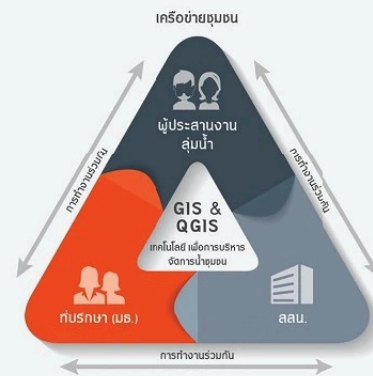 เครือข่ายชุมชน
ผู้ประสานงาน
ลุ่มน้ำ
การทำงานร่วมกัน
การทำงานร่วมกัน
GIS &
QGIS
เทคโนโลยี เพื่อการบริหาร
จัดการน้ำชุมชน
ที่ปรึกษา (มธ.)
สสน.
การทำงานร่วมกัน